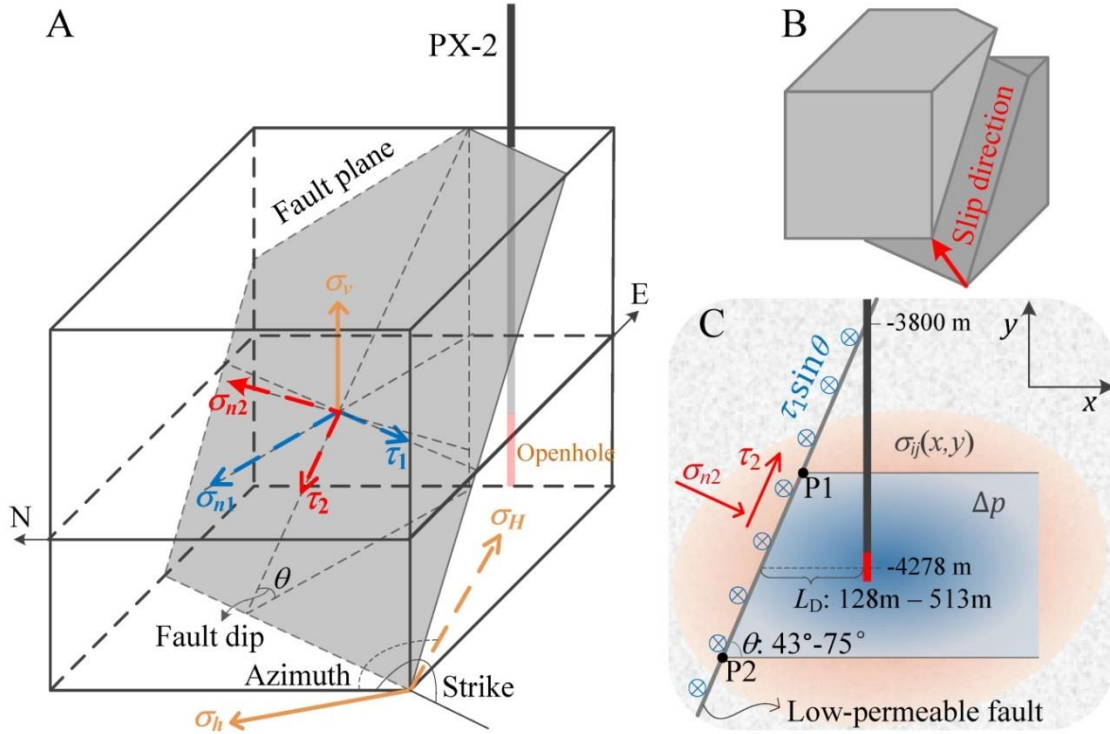 A
PX-2
Fault plane
σv
E
σn2
τ1
Openhole
σn1
τ2
N
σH
θ
Fault dip
Azimuth
Strike
σh
B
Slip direction
C
-3800 m
y
x
τ1sinθ
σij(x,y)
σn2
τ2
P1
Δp
-4278 m
LD: 128m – 513m
θ: 43°-75°
P2
Low-permeable fault